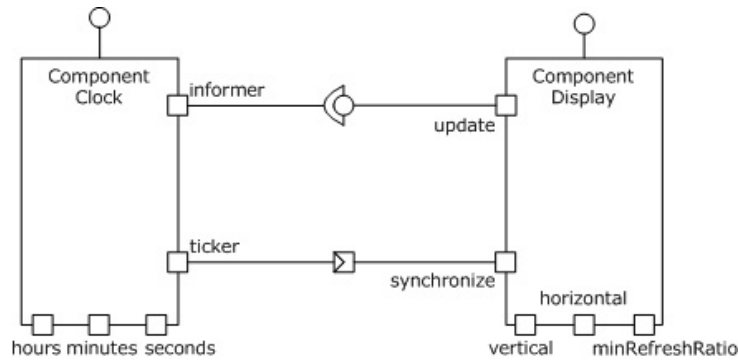 Component
Clock
Component
Display
informer
update
ticker
synchronize
horizontal
hours minutes seconds
vertical
minRefreshRatio